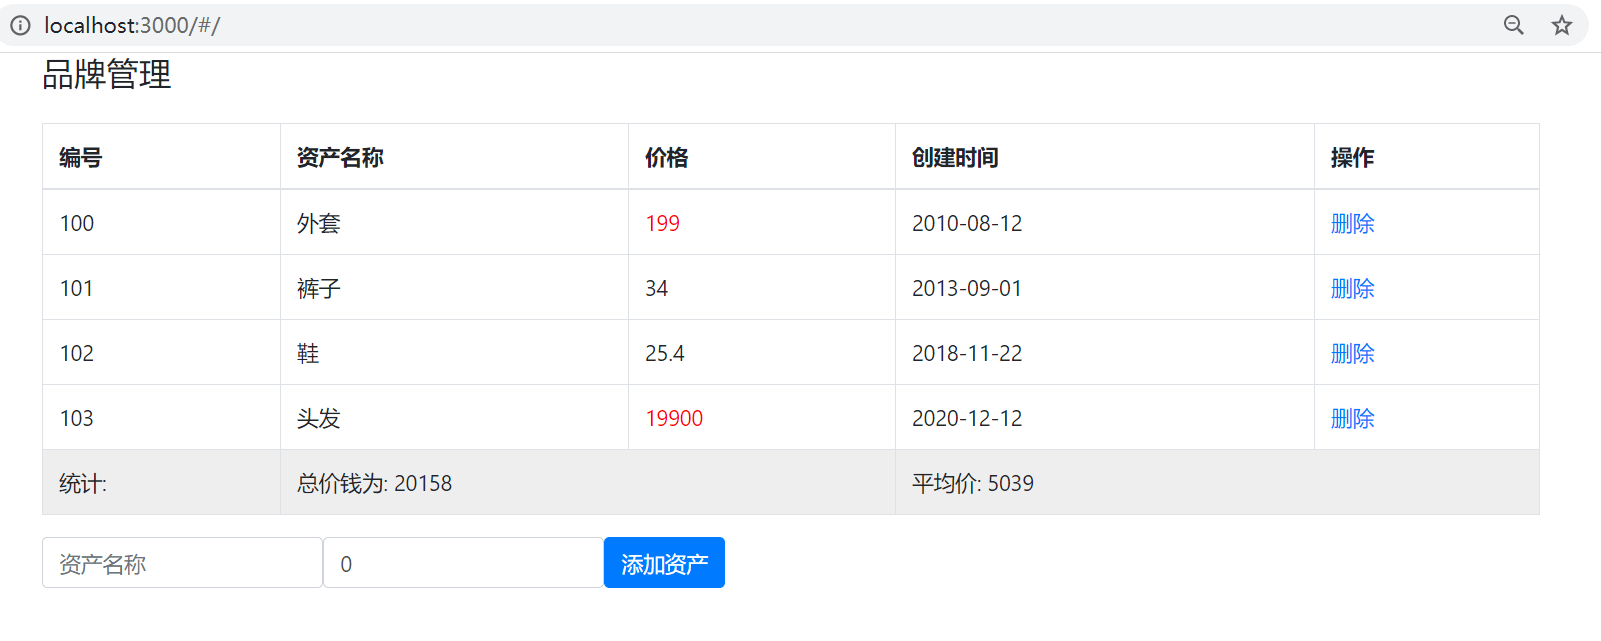 localhost:3000/#/
品牌管理
编号 资产名称 价格 创建时间 操作
100 外套 199 2010-08-12 删除
101 裤子 34 2013-09-01 删除
102 鞋 25.4 2018-11-22 删除
103 头发 19900 2020-12-12 删除
统计: 总价钱为: 20158 平均价: 5039
资产名称 0 添加资产